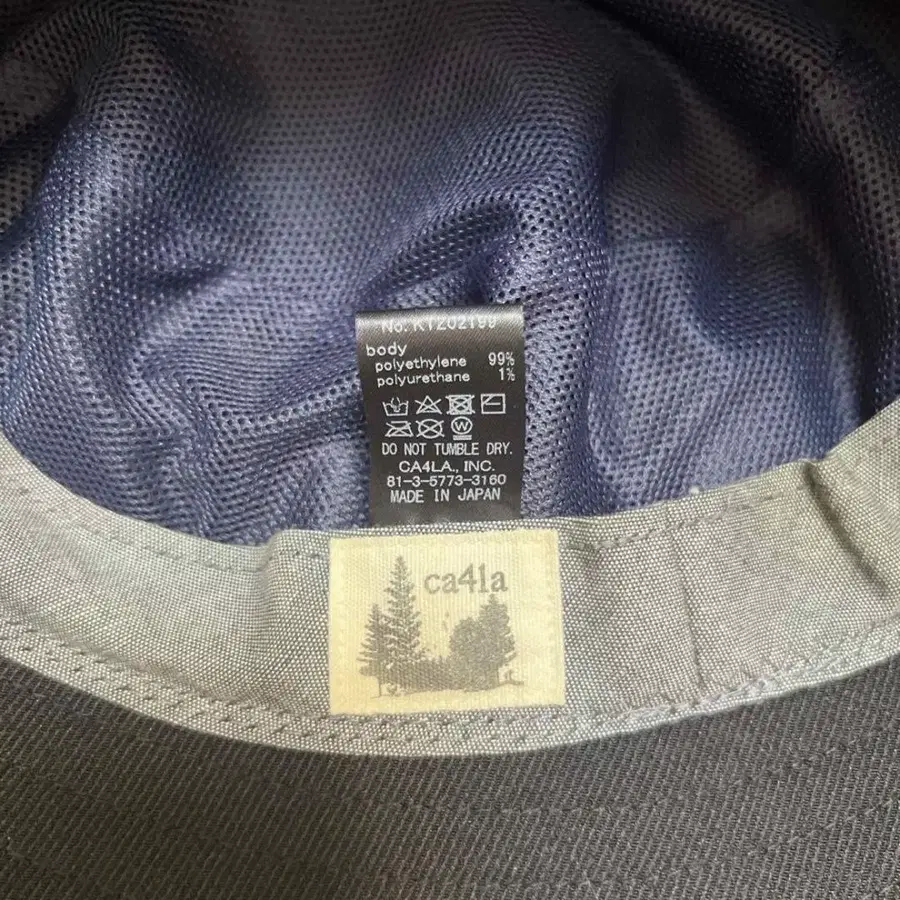 No. KTZ02199
body
polyethylene 99%
polyurethane 1%
W
DO NOT TUMBLE DRY.
CA4LA., INC.
81-3-5773-3160
MADE IN JAPAN
ca4la